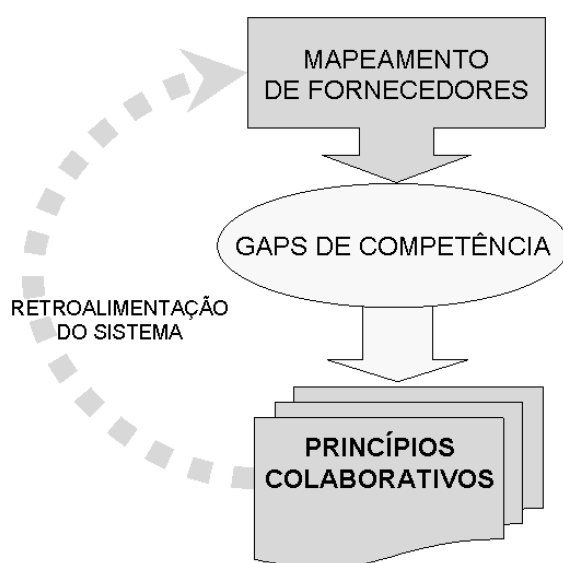 MAPEAMENTO
DE FORNECEDORES
GAPS DE COMPETÊNCIA
RETROALIMENTAÇÃO
DO SISTEMA
PRINCÍPIOS
COLABORATIVOS